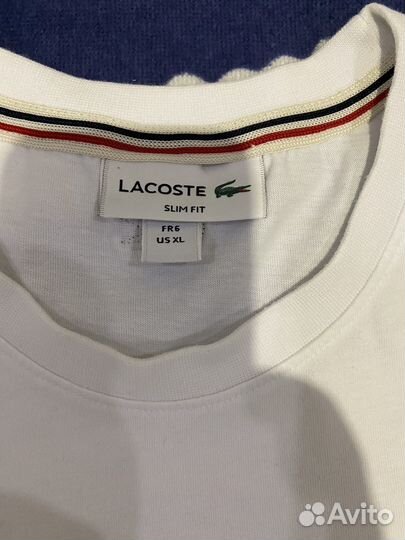 LACOSTE
SLIM FIT
FR6
US XL
Avito